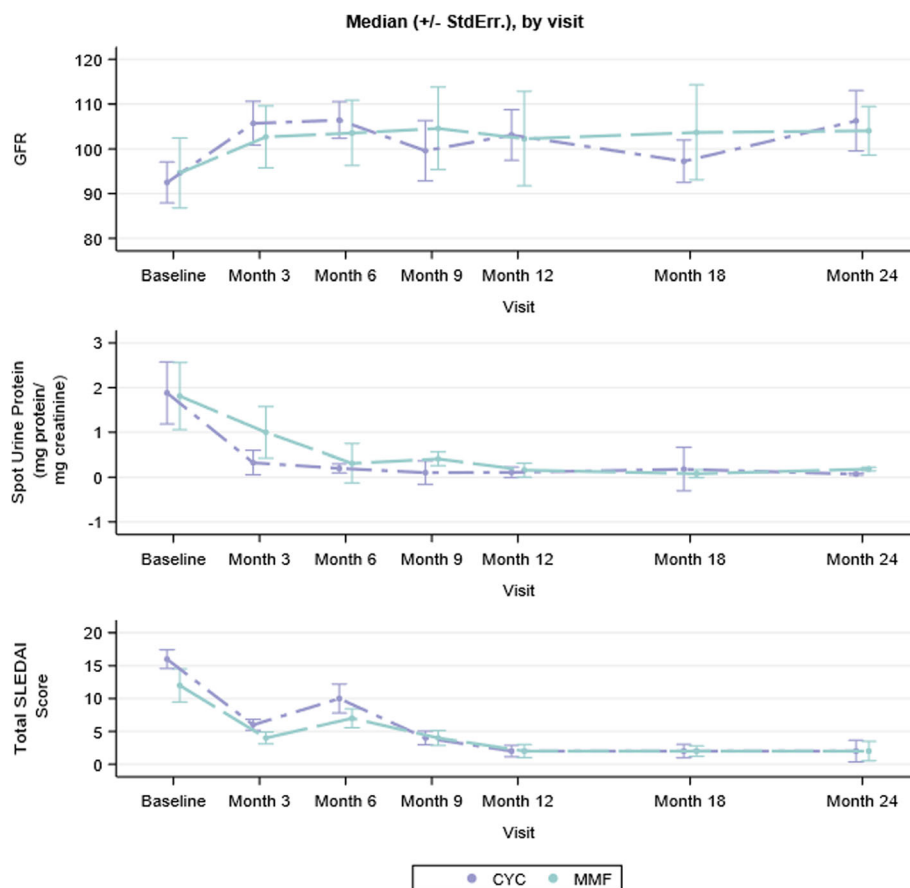 Median (+/- StdErr.), by visit
120
110
100
90
80
GFR
Baseline Month 3 Month 6 Month 9 Month 12 Month 18 Month 24
Visit
3
2
1
0
-1
Spot Urine Protein
(mg protein/
mg creatinine)
Baseline Month 3 Month 6 Month 9 Month 12 Month 18 Month 24
Visit
20
15
10
5
0
Total SLEDAI
Score
Baseline Month 3 Month 6 Month 9 Month 12 Month 18 Month 24
Visit
CYC MMF